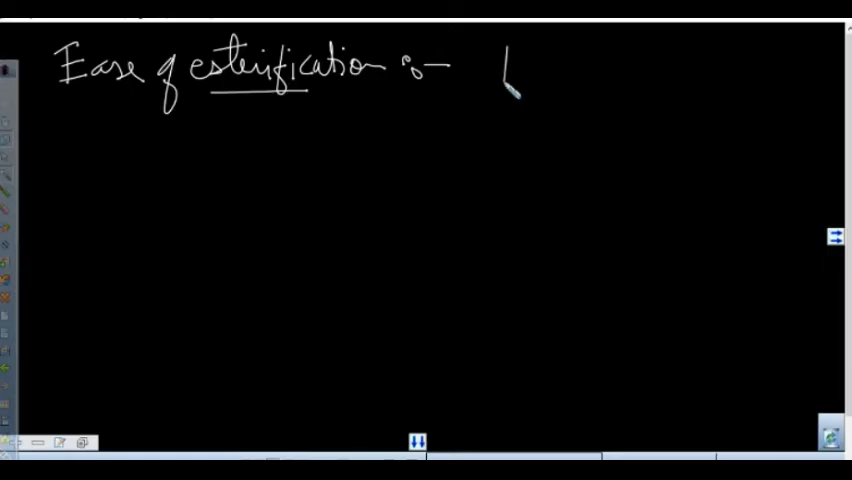 Ease of esterification :-